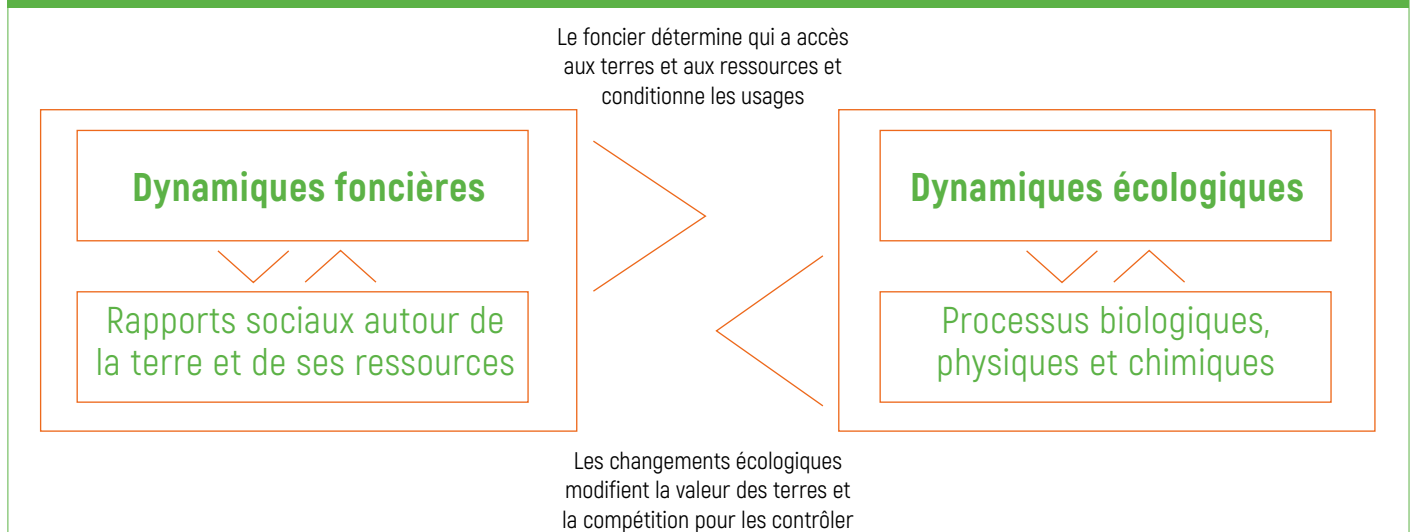 Le foncier détermine qui a accès
aux terres et aux ressources et
conditionne les usages
Dynamiques foncières
Rapports sociaux autour de
la terre et de ses ressources
Dynamiques écologiques
Processus biologiques,
physiques et chimiques
Les changements écologiques
modifient la valeur des terres et
la compétition pour les contrôler